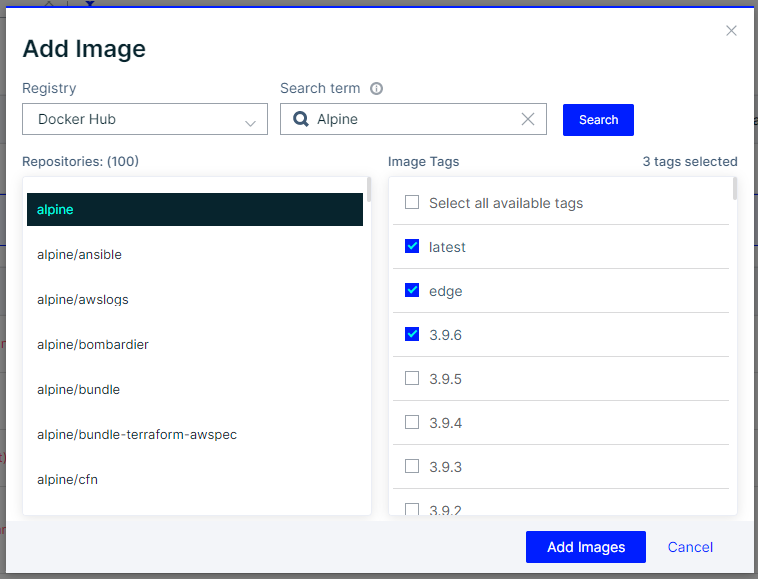 Add Image
Registry
Search term
Docker Hub
Alpine
Search
Repositories: (100)
Image Tags
3 tags selected
alpine
alpine/ansible
alpine/awslogs
alpine/bombardier
alpine/bundle
alpine/bundle-terraform-awspec
alpine/cfn
Select all available tags
latest
edge
3.9.6
3.9.5
3.9.4
3.9.3
3.9.2
Add Images
Cancel